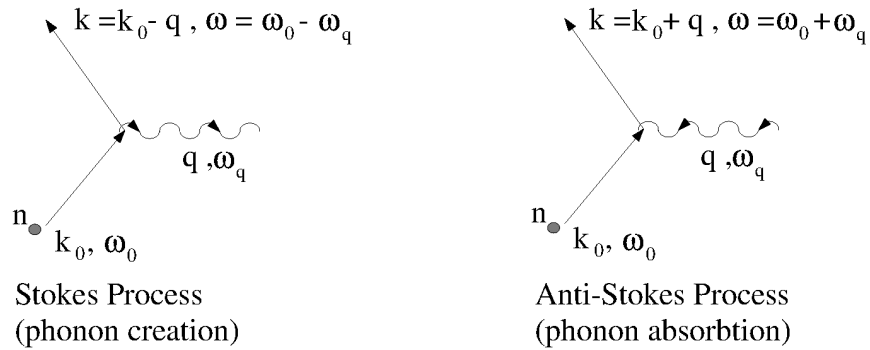 k = k₀ - q , ω = ω₀ - ω_q
q , ω_q
n
k₀, ω₀
Stokes Process
(phonon creation)
k = k₀ + q , ω = ω₀ + ω_q
q , ω_q
n
k₀, ω₀
Anti-Stokes Process
(phonon absorbtion)